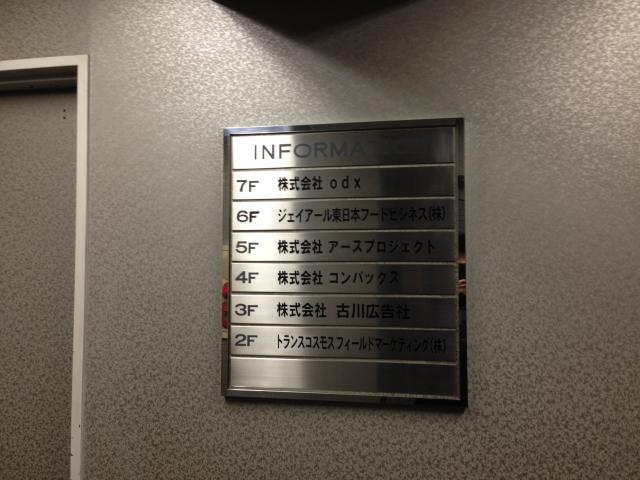 INFORMATION
7F 株式会社 odx
6F ジェイアール東日本フードビジネス(株)
5F 株式会社 アースプロジェクト
4F 株式会社 コンパックス
3F 株式会社 古川広告社
2F トランスコスモスフィールドマーケティング(株)